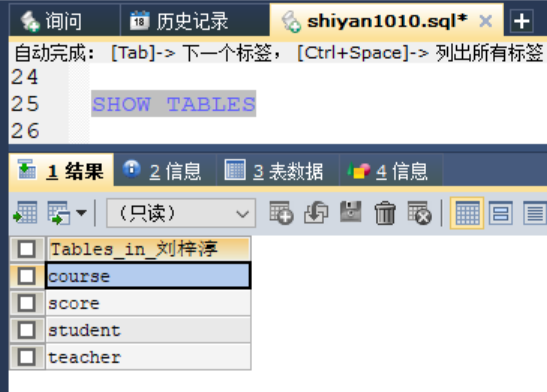 询问 历史记录 shiyan1010.sql*
自动完成： [Tab]-> 下一个标签， [Ctrl+Space]-> 列出所有标签
24
25 SHOW TABLES
26
1 结果 2 信息 3 表数据 4 信息
（只读）
Tables_in_刘梓淳
course
score
student
teacher